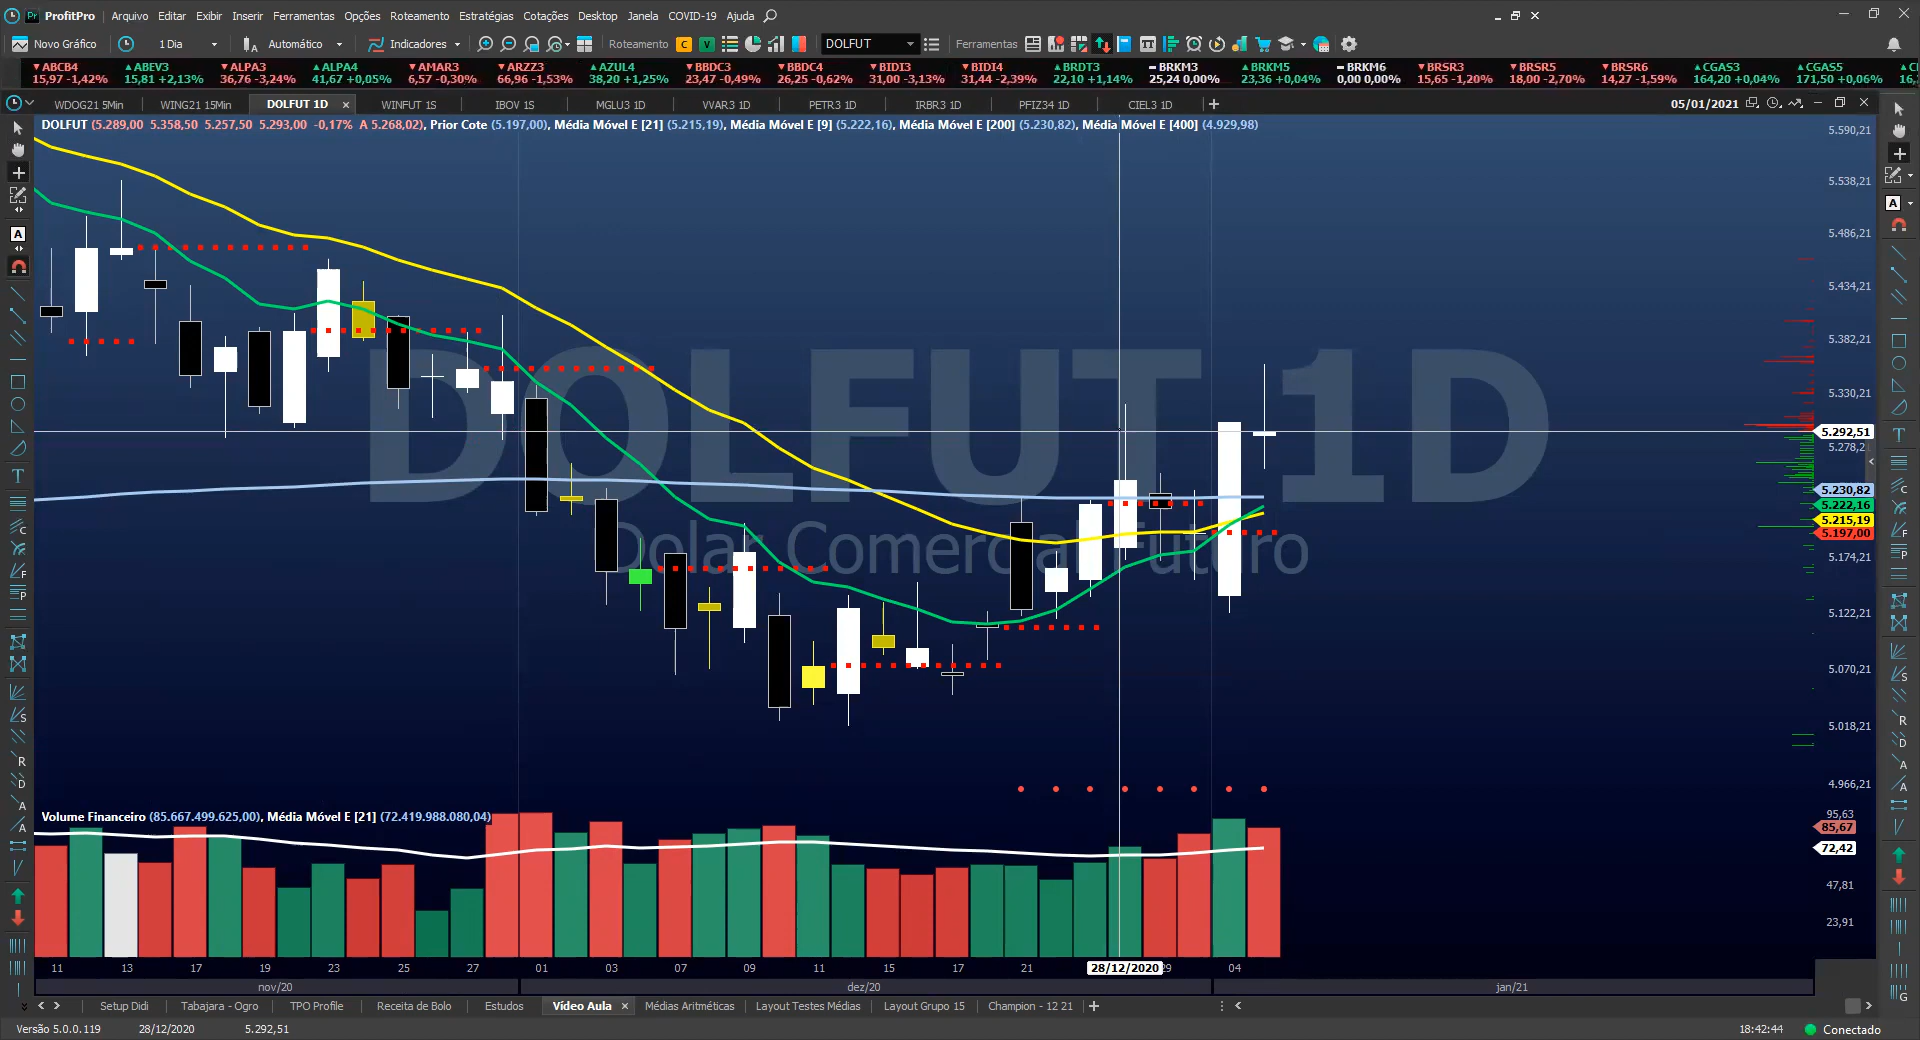 ProfitPro Arquivo Editar Exibir Inserir Ferramentas Opções Roteamento Estratégias Cotações Desktop Janela COVID-19 Ajuda
Novo Gráfico 1 Dia Automático Indicadores Roteamento C V DOLFUT Ferramentas
ABCB4 ABEV3 ALPA3 ALPA4 AMAR3 ARZZ3 AZUL4 BBDC3 BBDC4 BIDI3 BIDI4 BRDT3 BRKM3 BRKM5 BRKM6 BRSR3 BRSR5 BRSR6 CGAS3 CGAS5
15,97 -1,42% 15,81 +2,13% 36,76 -3,24% 41,67 +0,05% 6,57 -0,30% 66,96 -1,53% 38,20 +1,25% 23,47 -0,49% 26,25 -0,62% 31,00 -3,13% 31,44 -2,39% 22,10 +1,14% 25,24 0,00% 23,36 +0,04% 0,00 0,00% 15,65 -1,20% 18,00 -2,70% 14,27 -1,59% 164,20 +0,04% 171,50 +0,06%
WDOG21 5Min WING21 15Min DOLFUT 1D WINFUT 1S IBOV 1S MGLU3 1D VVAR3 1D PETR3 1D IRBR3 1D PFIZ34 1D CIEL3 1D 05/01/2021
DOLFUT (5.289,00 5.358,50 5.257,50 5.293,00 -0,17% A 5.268,02), Prior Cote (5.197,00), Média Móvel E [21] (5.215,19), Média Móvel E [9] (5.222,16), Média Móvel E [200] (5.230,82), Média Móvel E [400] (4.929,98)
5.590,21
5.538,21
5.486,21
5.434,21
5.382,21
5.330,21
5.292,51
5.278,21
5.230,82
5.222,16
5.215,19
5.197,00
5.174,21
5.122,21
5.070,21
5.018,21
4.966,21
DOLFUT 1D
Dolar Comercial Futuro
Volume Financeiro (85.667.499.625,00), Média Móvel E [21] (72.419.988.080,04)
95,63
85,67
72,42
47,81
23,91
11 13 17 19 23 25 27 01 03 07 09 11 15 17 21 28/12/2020 29 04
nov/20 dez/20 jan/21
Setup Didi Tabajara - Ogro TPO Profile Receita de Bolo Estudos Vídeo Aula Médias Aritméticas Layout Testes Médias Layout Grupo 15 Champion - 12 21
Versão 5.0.0.119 28/12/2020 5.292,51 18:42:44 Conectado